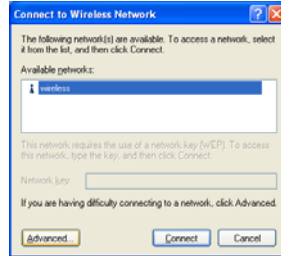 Connect to Wireless Network
The following network(s) are available. To access a network, select
it from the list, and then click Connect.
Available networks:
wireless
This network requires the use of a network key (WEP). To access
this network, type the key, and then click Connect.
Network key:
If you are having difficulty connecting to a network, click Advanced.
Advanced...
Connect
Cancel